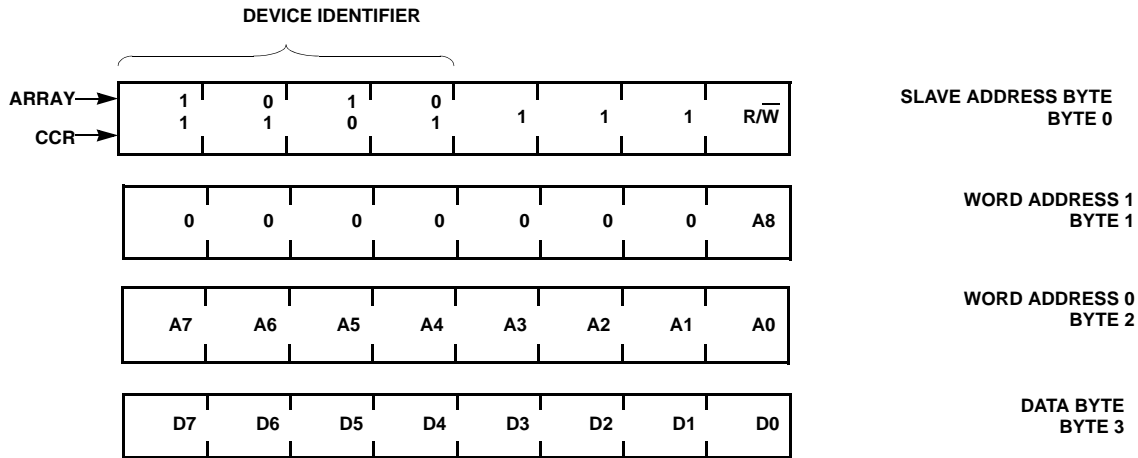 DEVICE IDENTIFIER
ARRAY
CCR
1 0 1 0
1 1 0 1
1 1 1 R/W̅
SLAVE ADDRESS BYTE
BYTE 0
0 0 0 0 0 0 0 A8
WORD ADDRESS 1
BYTE 1
A7 A6 A5 A4 A3 A2 A1 A0
WORD ADDRESS 0
BYTE 2
D7 D6 D5 D4 D3 D2 D1 D0
DATA BYTE
BYTE 3